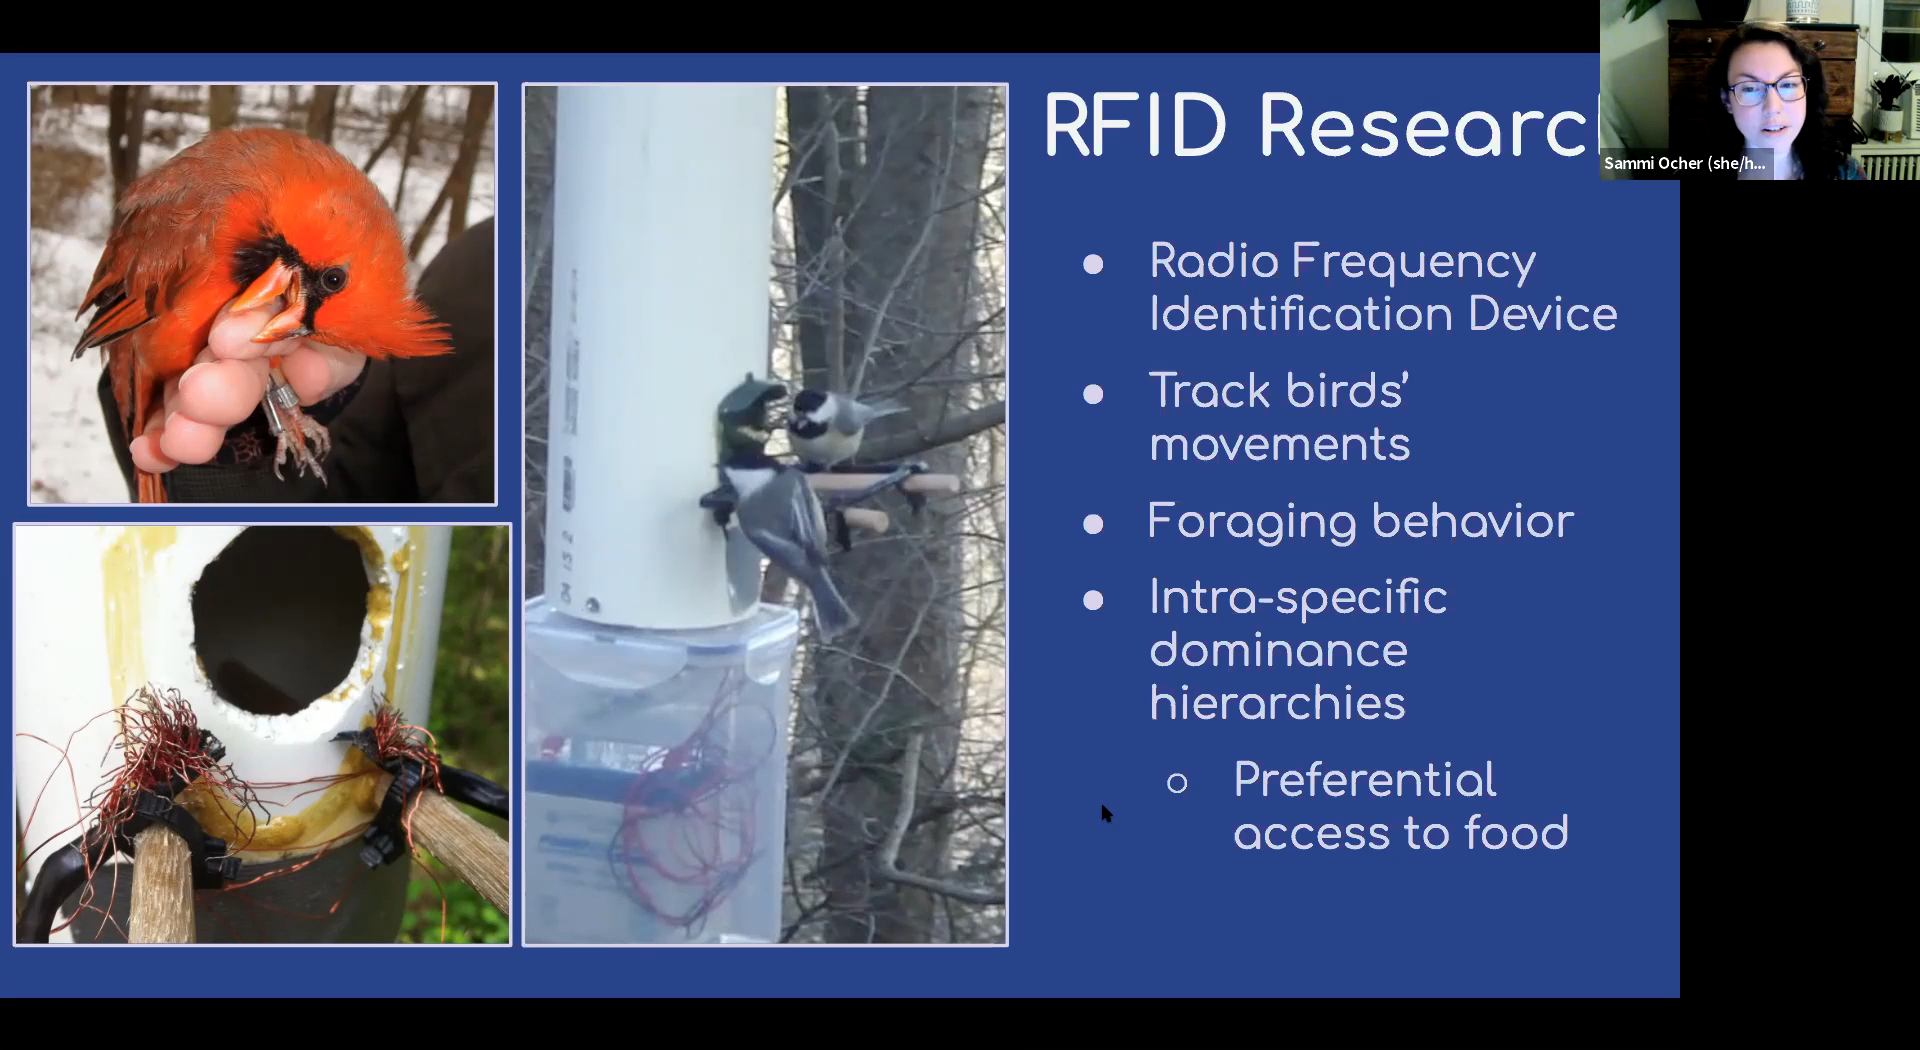 RFID Researc
Sammi Ocher (she/h...
● Radio Frequency
Identification Device
● Track birds'
movements
● Foraging behavior
● Intra-specific
dominance
hierarchies
○ Preferential
access to food